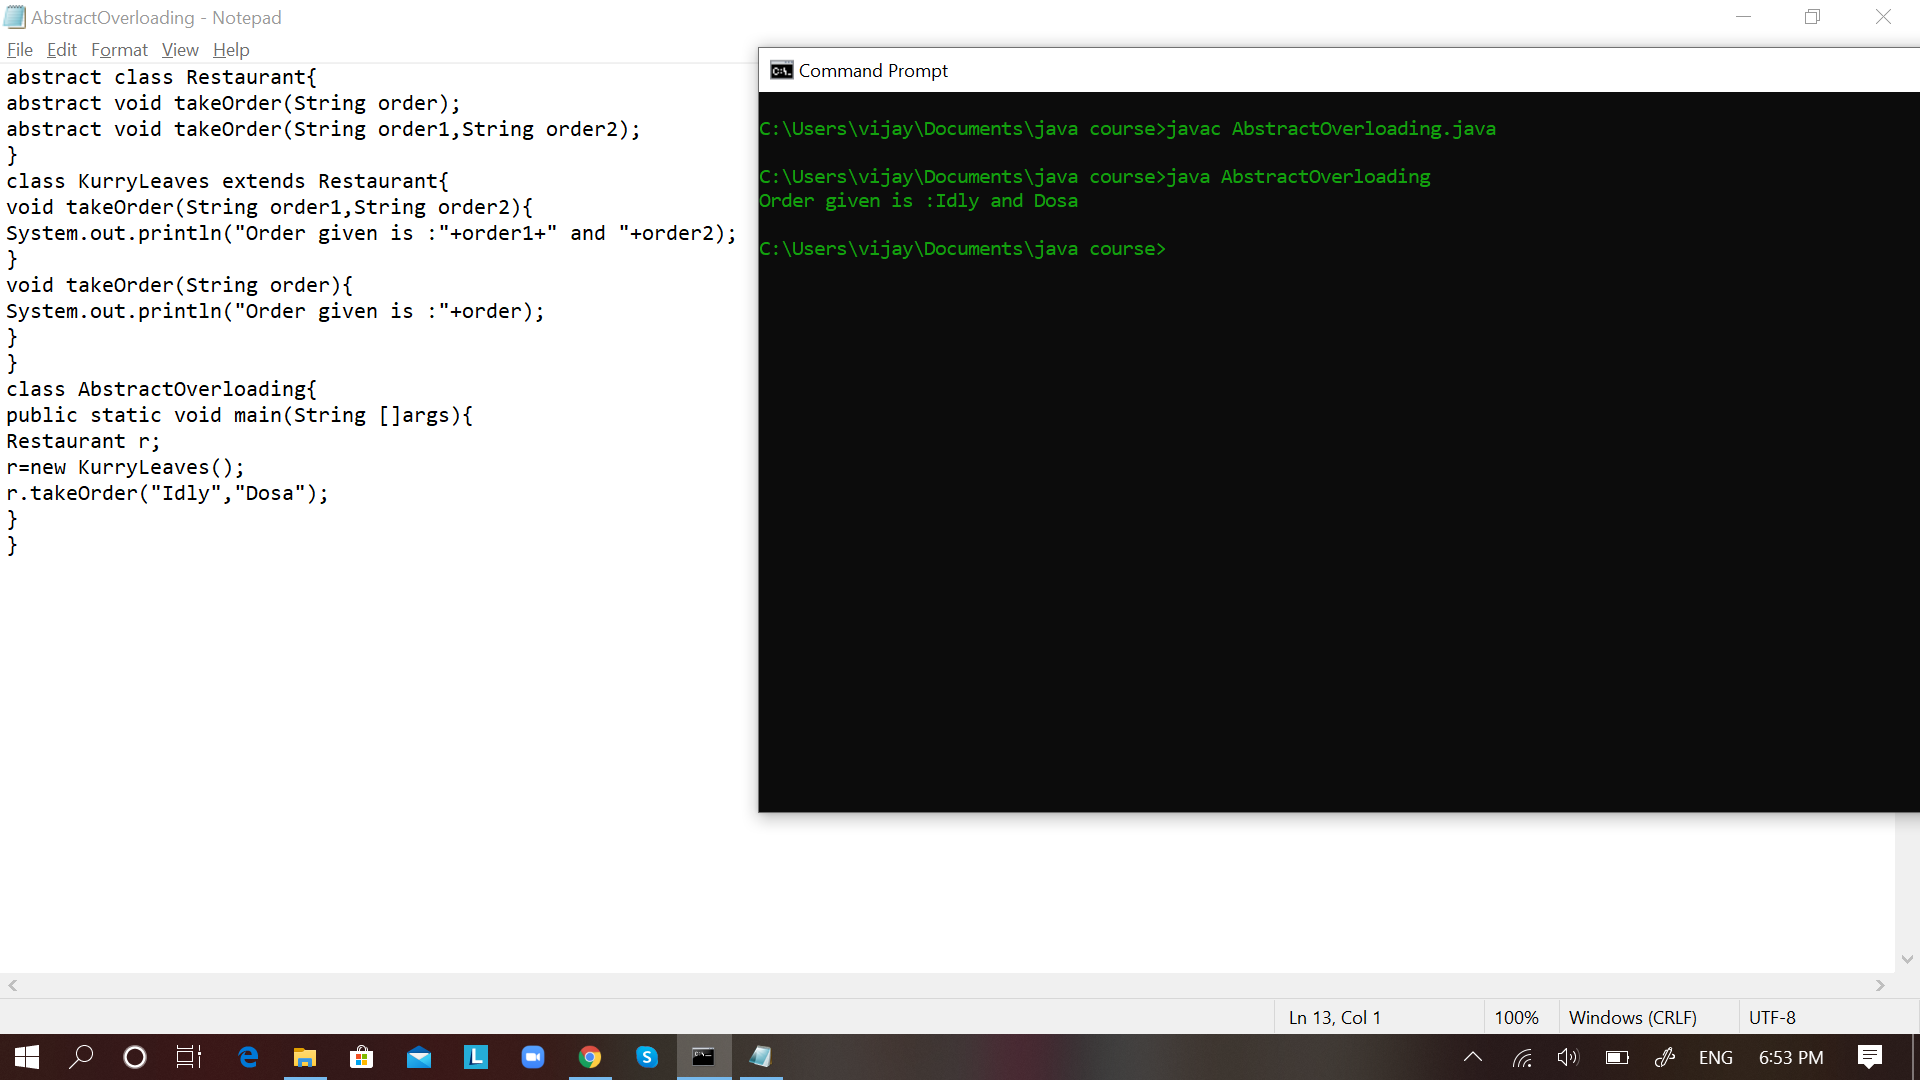 AbstractOverloading - Notepad
File Edit Format View Help
abstract class Restaurant{
abstract void takeOrder(String order);
abstract void takeOrder(String order1,String order2);
}
class KurryLeaves extends Restaurant{
void takeOrder(String order1,String order2){
System.out.println("Order given is :"+order1+" and "+order2);
}
void takeOrder(String order){
System.out.println("Order given is :"+order);
}
}
class AbstractOverloading{
public static void main(String []args){
Restaurant r;
r=new KurryLeaves();
r.takeOrder("Idly","Dosa");
}
}
Command Prompt
C:\Users\vijay\Documents\java course>javac AbstractOverloading.java
C:\Users\vijay\Documents\java course>java AbstractOverloading
Order given is :Idly and Dosa
C:\Users\vijay\Documents\java course>
Ln 13, Col 1
100%
Windows (CRLF)
UTF-8
ENG
6:53 PM